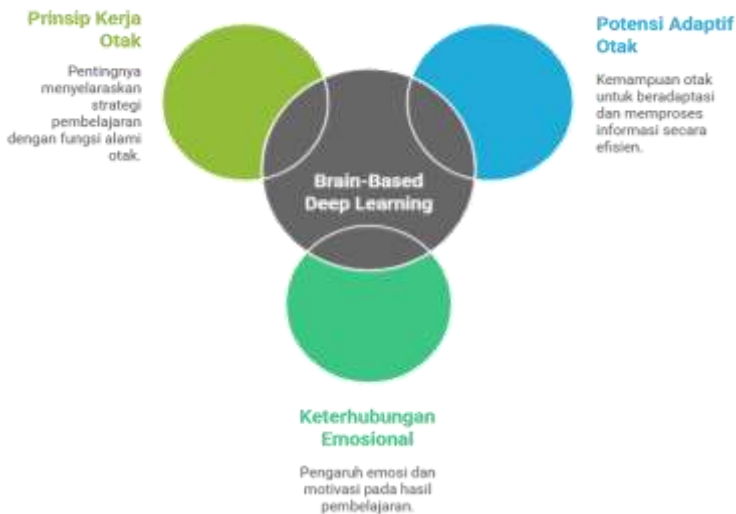 Prinsip Kerja
Otak
Pentingnya
menyelaraskan
strategi
pembelajaran
dengan fungsi alami
otak.
Potensi Adaptif
Otak
Kemampuan otak
untuk beradaptasi
dan memproses
informasi secara
efisien.
Brain-Based
Deep Learning
Keterhubungan
Emosional
Pengaruh emosi dan
motivasi pada hasil
pembelajaran.